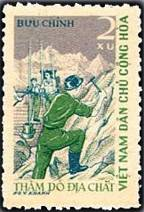 BƯU CHÍNH
2
XU
VIỆT NAM DÂN CHỦ CỘNG HÒA
THĂM DÒ ĐỊA CHẤT